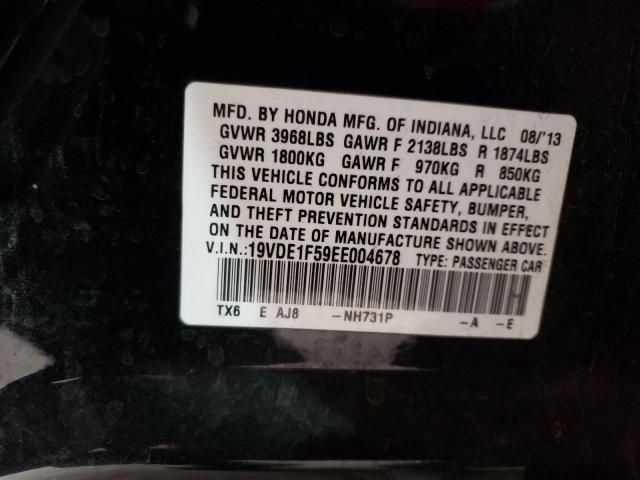 MFD. BY HONDA MFG. OF INDIANA, LLC 08/'13
GVWR 3968LBS GAWR F 2138LBS R 1874LBS
GVWR 1800KG GAWR F 970KG R 850KG
THIS VEHICLE CONFORMS TO ALL APPLICABLE
FEDERAL MOTOR VEHICLE SAFETY, BUMPER,
AND THEFT PREVENTION STANDARDS IN EFFECT
ON THE DATE OF MANUFACTURE SHOWN ABOVE.
V.I.N.:19VDE1F59EE004678 TYPE: PASSENGER CAR
TX6 E AJ8 -NH731P -A -E